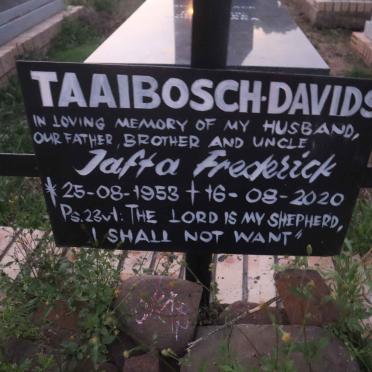 TAAIBOSCH-DAVIDS
IN LOVING MEMORY OF MY HUSBAND,
OUR FATHER, BROTHER AND UNCLE
Jafta Frederick
* 25-08-1953 † 16-08-2020
Ps. 23v1: THE LORD IS MY SHEPHERD,
I SHALL NOT WANT"